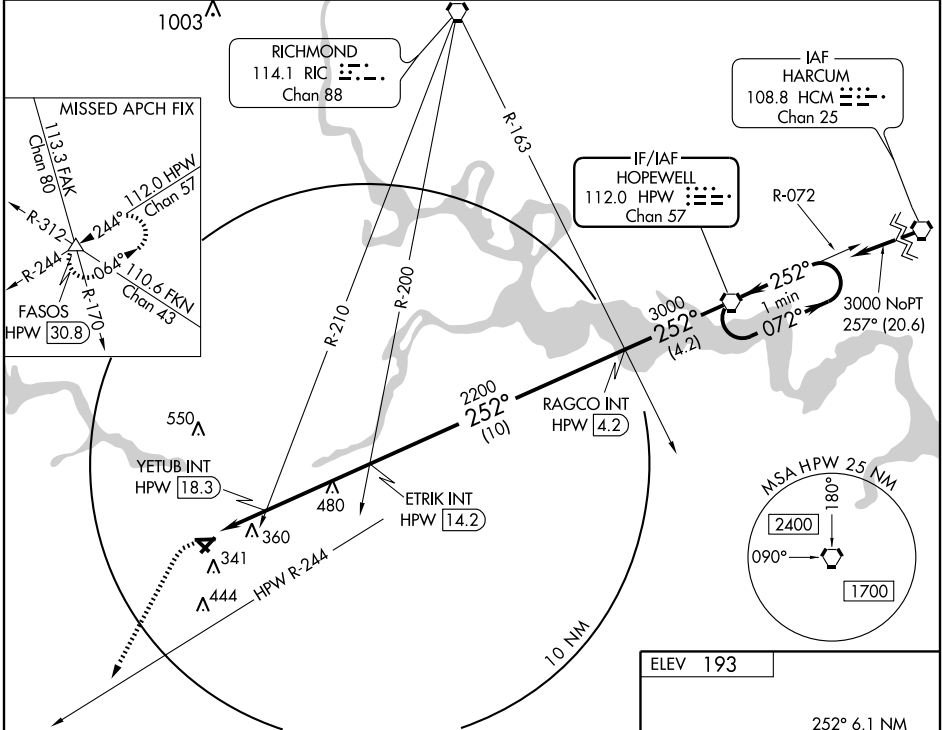 1003
RICHMOND
114.1 RIC
Chan 88
IAF
HARCUM
108.8 HCM
Chan 25
MISSED APCH FIX
113.3 FAK
Chan 80
112.0 HPW
Chan 57
R-312
244°
R-244
064°
110.6 FKN
Chan 43
R-170
FASOS
HPW 30.8
R-163
IF/IAF
HOPEWELL
112.0 HPW
Chan 57
R-072
252°
1 min
072°
3000 NoPT
257° (20.6)
R-210
R-200
3000
252°
(4.2)
RAGCO INT
HPW 4.2
2200
252°
(10)
550
YETUB INT
HPW 18.3
480
ETRIK INT
HPW 14.2
360
341
444
HPW R-244
10 NM
MSA HPW 25 NM
180°
2400
090°
1700
ELEV 193
252° 6.1 NM